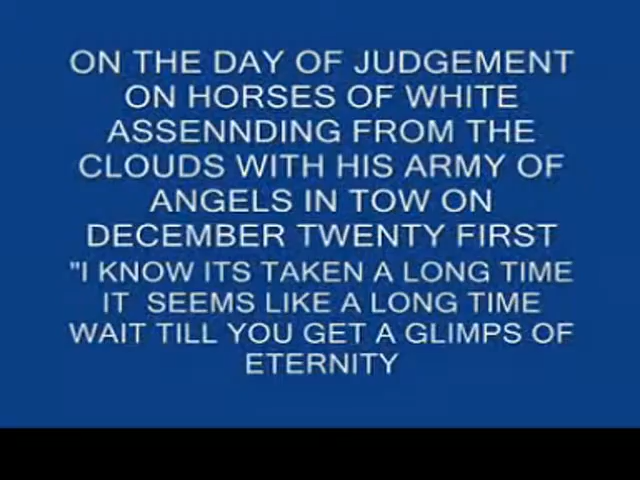 ON THE DAY OF JUDGEMENT
ON HORSES OF WHITE
ASSENNDING FROM THE
CLOUDS WITH HIS ARMY OF
ANGELS IN TOW ON
DECEMBER TWENTY FIRST
"I KNOW ITS TAKEN A LONG TIME
IT SEEMS LIKE A LONG TIME
WAIT TILL YOU GET A GLIMPS OF
ETERNITY